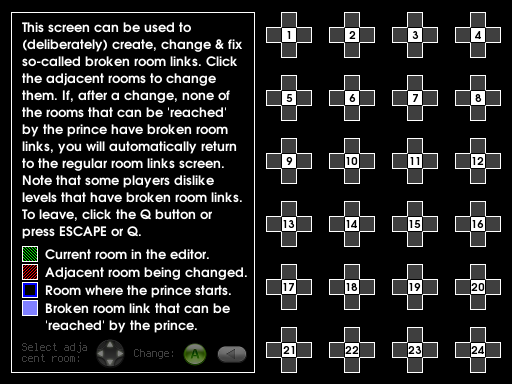 This screen can be used to
(deliberately) create, change & fix
so-called broken room links. Click
the adjacent rooms to change
them. If, after a change, none of
the rooms that can be 'reached'
by the prince have broken room
links, you will automatically return
to the regular room links screen.
Note that some players dislike
levels that have broken room links.
To leave, click the Q button or
press ESCAPE or Q.
Current room in the editor.
Adjacent room being changed.
Room where the prince starts.
Broken room link that can be
'reached' by the prince.
Select adja
cent room:
Change:
A
1 2 3 4
5 6 7 8
9 10 11 12
13 14 15 16
17 18 19 20
21 22 23 24